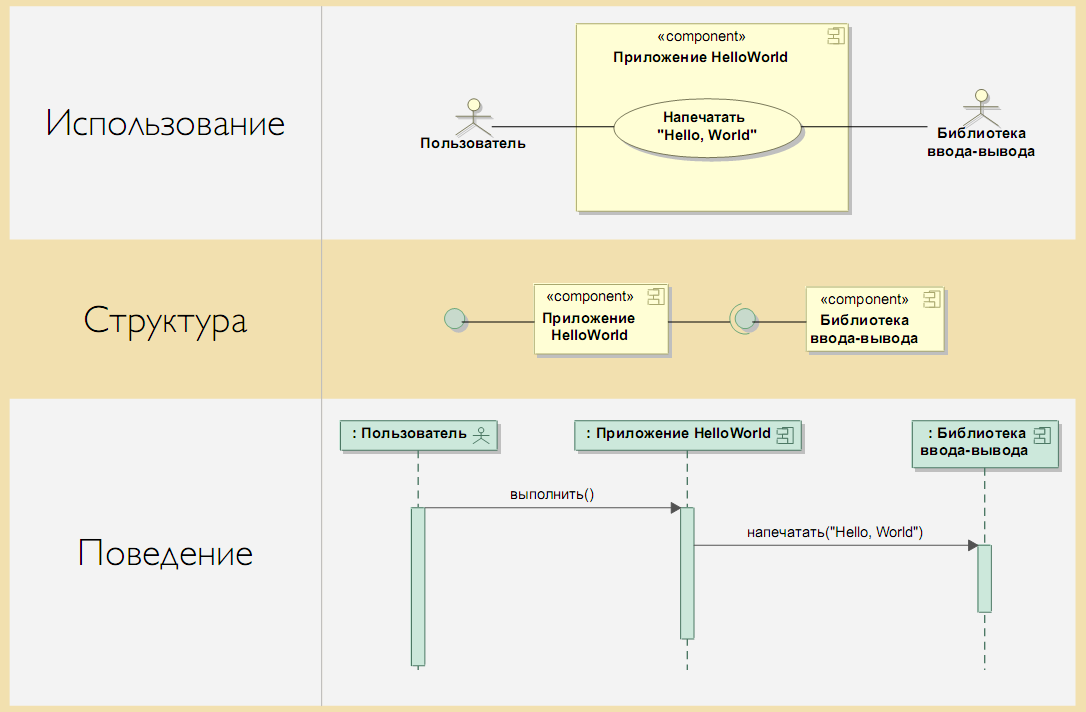 Использование
«component»
Приложение HelloWorld
Напечатать
"Hello, World"
Пользователь
Библиотека
ввода-вывода
Структура
«component»
Приложение
HelloWorld
«component»
Библиотека
ввода-вывода
Поведение
: Пользователь
: Приложение HelloWorld
: Библиотека
ввода-вывода
выполнить()
напечатать("Hello, World")